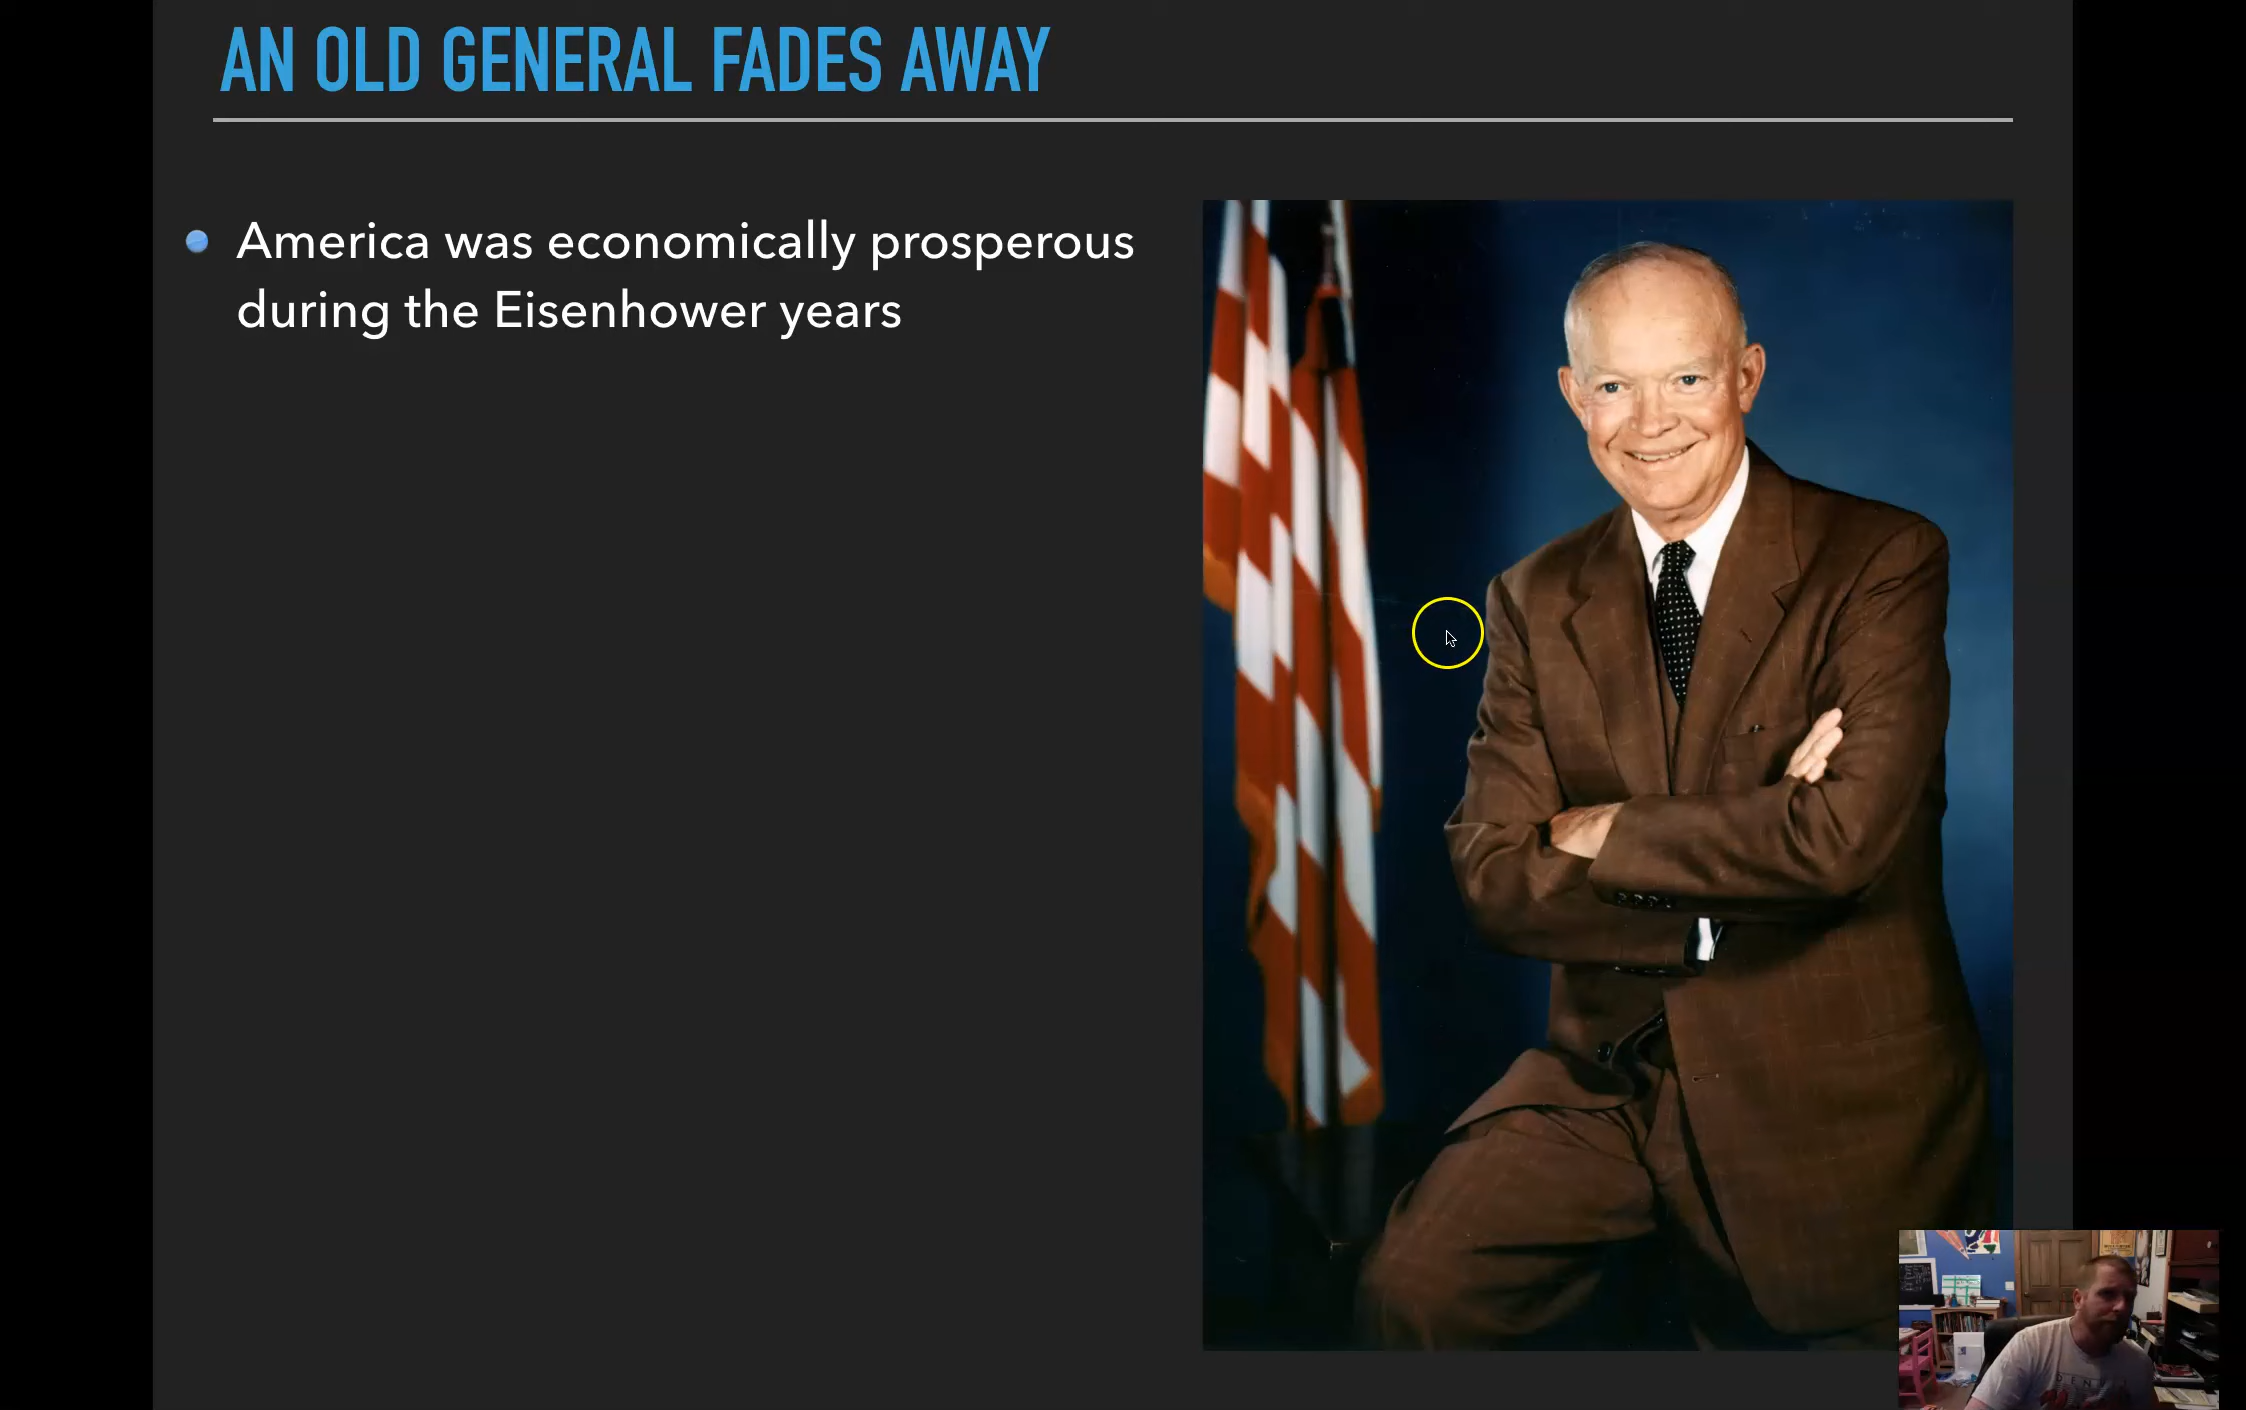 AN OLD GENERAL FADES AWAY
America was economically prosperous
during the Eisenhower years